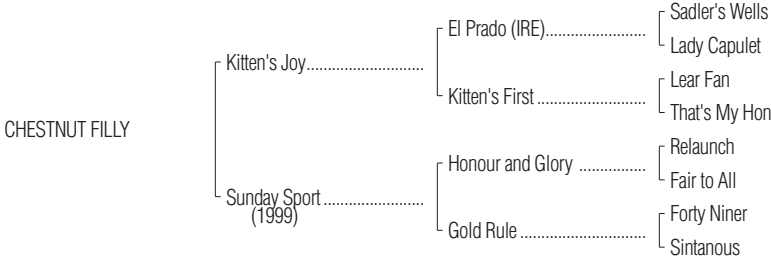 Sadler's Wells
El Prado (IRE)........................
Lady Capulet
Kitten's Joy............................
Lear Fan
Kitten's First ..........................
That's My Hon
CHESTNUT FILLY
Relaunch
Honour and Glory ................
Fair to All
Sunday Sport........................
(1999)
Forty Niner
Gold Rule ..............................
Sintanous